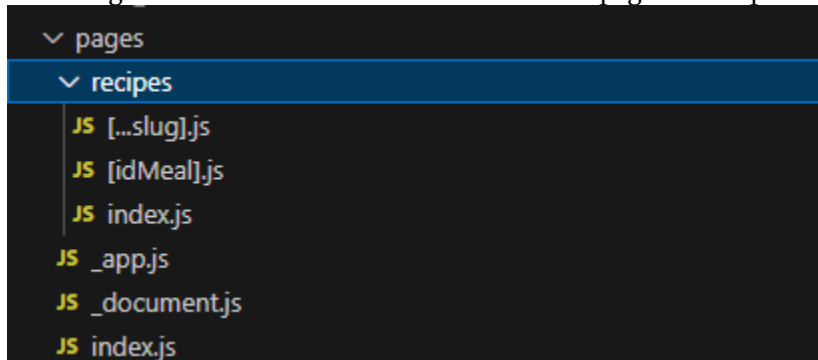 pages
recipes
JS [...slug].js
JS [idMeal].js
JS index.js
JS _app.js
JS _document.js
JS index.js